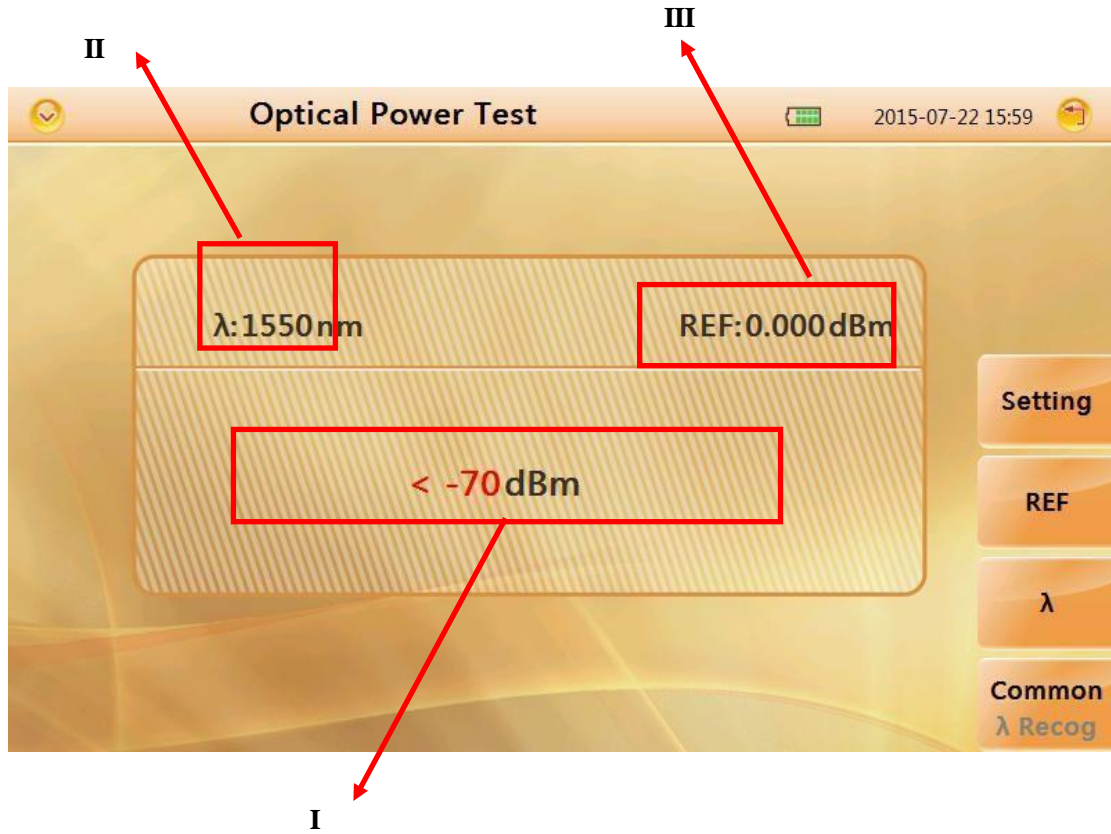 III
II
Optical Power Test
2015-07-22 15:59
λ:1550nm
REF:0.000dBm
< -70dBm
Setting
REF
λ
Common
λ Recog
I